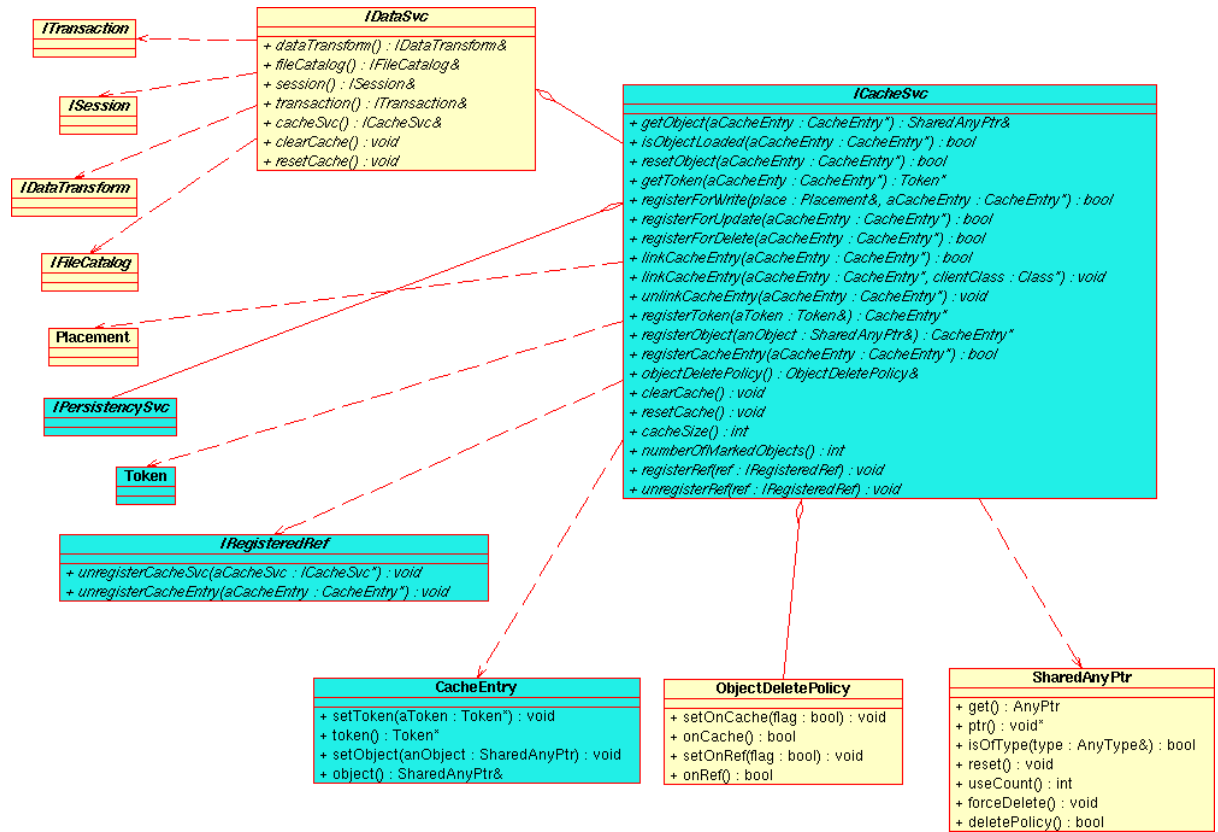 ITransaction
ISession
IDataTransform
IFileCatalog
Placement
IPersistencySvc
Token
IDataSvc
+ dataTransform() : IDataTransform&
+ fileCatalog() : IFileCatalog&
+ session() : ISession&
+ transaction() : ITransaction&
+ cacheSvc() : ICacheSvc&
+ clearCache() : void
+ resetCache() : void
ICacheSvc
+ getObject(aCacheEntry : CacheEntry*) : SharedAnyPtr&
+ isObjectLoaded(aCacheEntry : CacheEntry*) : bool
+ resetObject(aCacheEntry : CacheEntry*) : bool
+ getToken(aCacheEnty : CacheEntry*) : Token*
+ registerForWrite(place : Placement&, aCacheEntry : CacheEntry*) : bool
+ registerForUpdate(aCacheEntry : CacheEntry*) : bool
+ registerForDelete(aCacheEntry : CacheEntry*) : bool
+ linkCacheEntry(aCacheEntry : CacheEntry*) : bool
+ linkCacheEntry(aCacheEntry : CacheEntry*, clientClass : Class*) : void
+ unlinkCacheEntry(aCacheEntry : CacheEntry*) : void
+ registerToken(aToken : Token&) : CacheEntry*
+ registerObject(anObject : SharedAnyPtr&) : CacheEntry*
+ registerCacheEntry(aCacheEntry : CacheEntry*) : bool
+ objectDeletePolicy() : ObjectDeletePolicy&
+ clearCache() : void
+ resetCache() : void
+ cacheSize() : int
+ numberOfMarkedObjects() : int
+ registerRef(ref : IRegisteredRef) : void
+ unregisterRef(ref : IRegisteredRef) : void
IRegisteredRef
+ unregisterCacheSvc(aCacheSvc : ICacheSvc*) : void
+ unregisterCacheEntry(aCacheEntry : CacheEntry*) : void
CacheEntry
+ setToken(aToken : Token*) : void
+ token() : Token*
+ setObject(anObject : SharedAnyPtr) : void
+ object() : SharedAnyPtr&
ObjectDeletePolicy
+ setOnCache(flag : bool) : void
+ onCache() : bool
+ setOnRef(flag : bool) : void
+ onRef() : bool
SharedAnyPtr
+ get() : AnyPtr
+ ptr() : void*
+ isOfType(type : AnyType&) : bool
+ reset() : void
+ useCount() : int
+ forceDelete() : void
+ deletePolicy() : bool